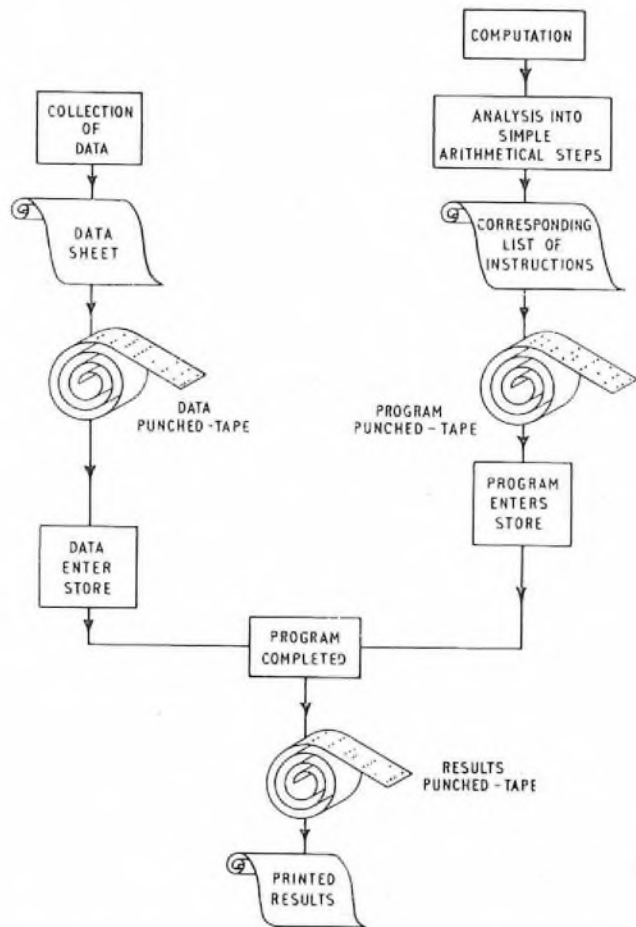 COMPUTATION
COLLECTION
OF
DATA
ANALYSIS INTO
SIMPLE
ARITHMETICAL STEPS
DATA
SHEET
CORRESPONDING
LIST OF
INSTRUCTIONS
DATA
PUNCHED-TAPE
PROGRAM
PUNCHED-TAPE
PROGRAM
ENTERS
STORE
DATA
ENTER
STORE
PROGRAM
COMPLETED
RESULTS
PUNCHED-TAPE
PRINTED
RESULTS